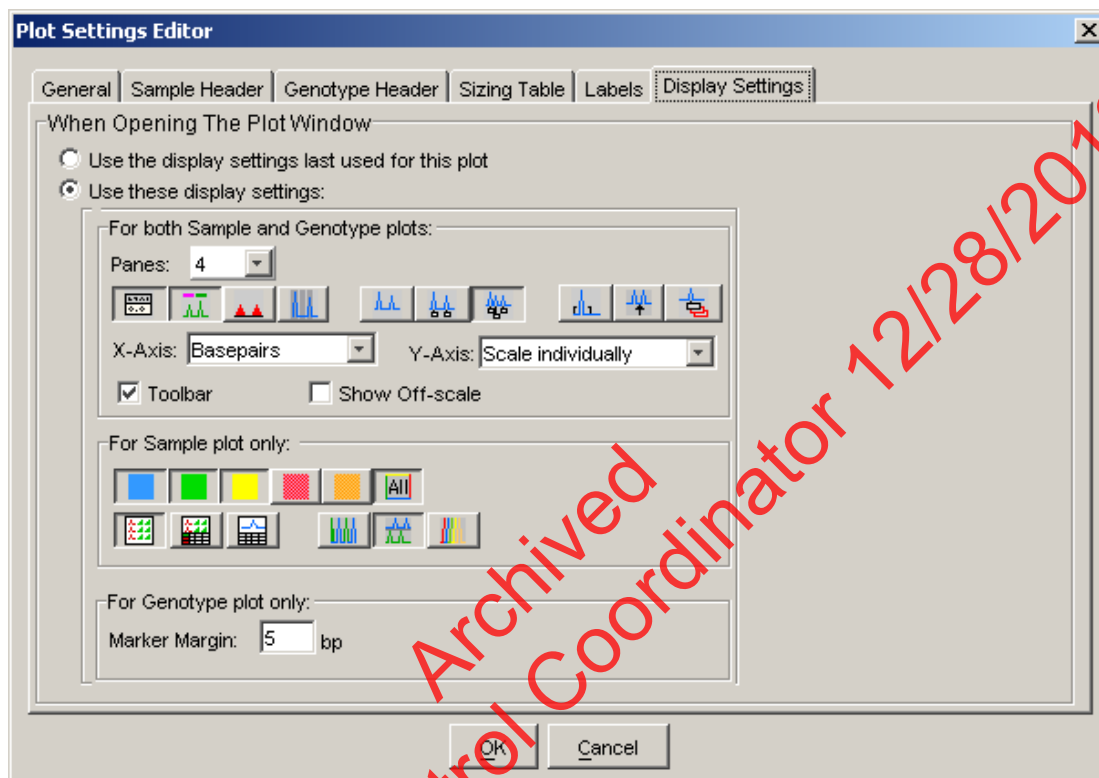 Plot Settings Editor
General Sample Header Genotype Header Sizing Table Labels Display Settings
When Opening The Plot Window
Use the display settings last used for this plot
Use these display settings:
For both Sample and Genotype plots:
Panes: 4
X-Axis: Basepairs Y-Axis: Scale individually
Toolbar Show Off-scale
For Sample plot only:
All
For Genotype plot only:
Marker Margin: 5 bp
OK Cancel
Archived
Coordinator 12/28/201